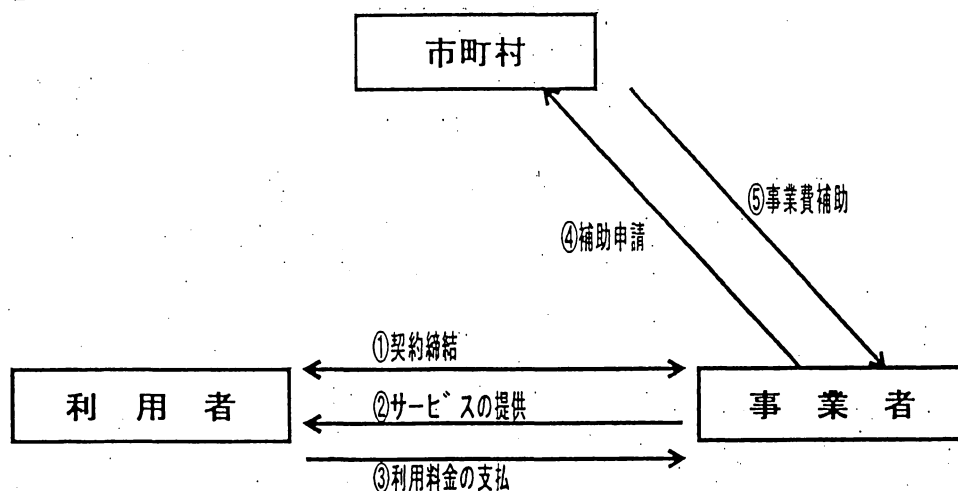 市町村
⑤事業費補助
④補助申請
①契約締結
利用者
②サービスの提供
事業者
③利用料金の支払